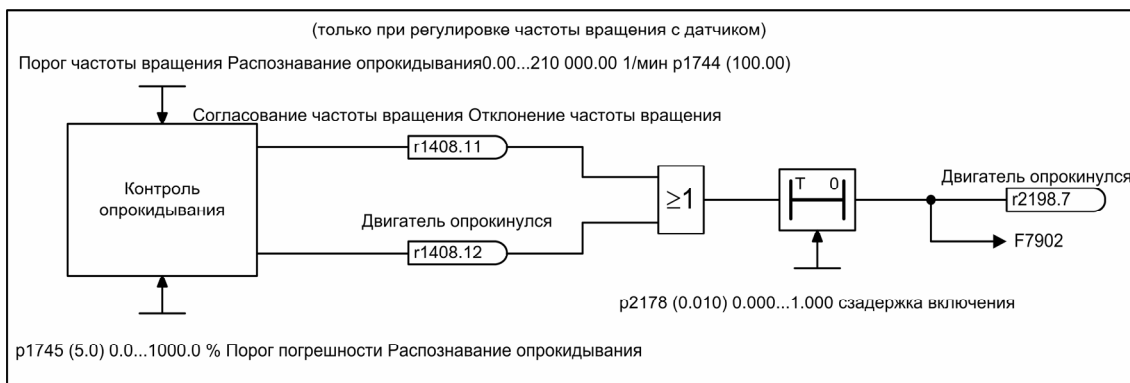 (только при регулировке частоты вращения с датчиком)
Порог частоты вращения Распознавание опрокидывания0.00...210 000.00 1/мин p1744 (100.00)
Согласование частоты вращения Отклонение частоты вращения
r1408.11
Контроль
опрокидывания
≥1
T 0
Двигатель опрокинулся
r2198.7
Двигатель опрокинулся
r1408.12
F7902
p2178 (0.010) 0.000...1.000 сзадержка включения
p1745 (5.0) 0.0...1000.0 % Порог погрешности Распознавание опрокидывания